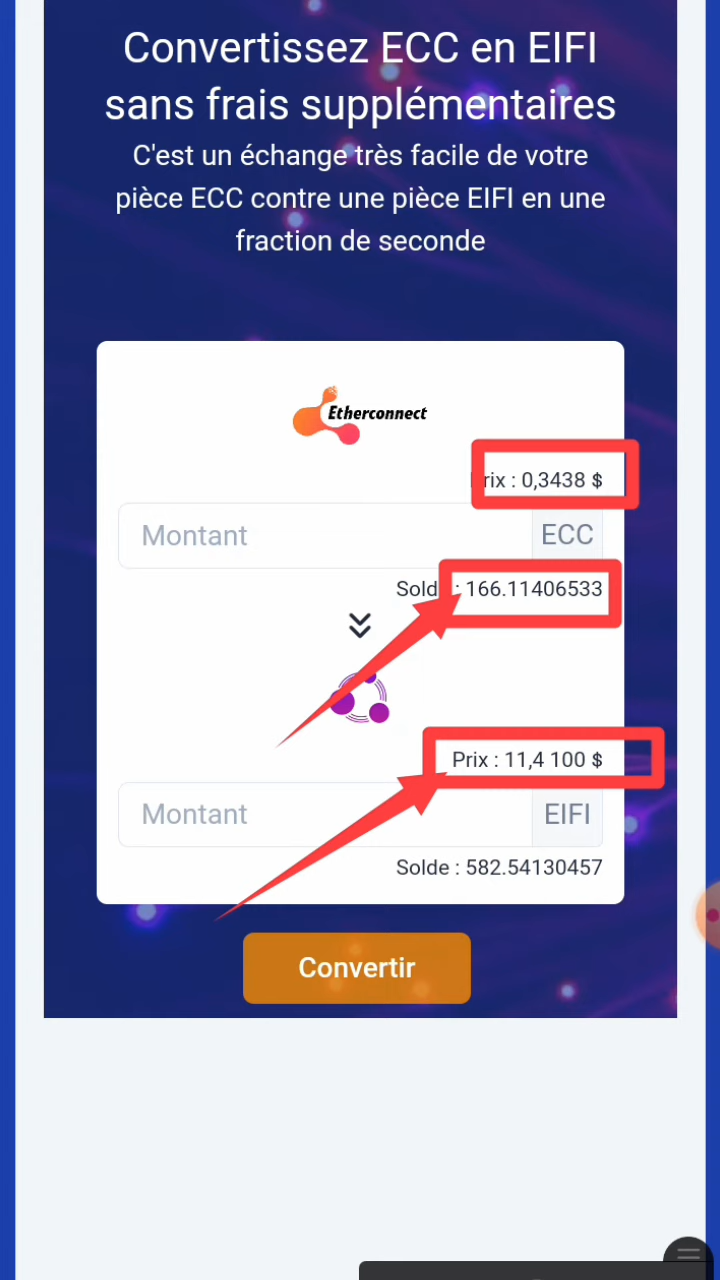 Convertissez ECC en EIFI
sans frais supplémentaires
C'est un échange très facile de votre
pièce ECC contre une pièce EIFI en une
fraction de seconde
Etherconnect
Prix : 0,3438 $
Montant
ECC
Solde : 166.11406533
Prix : 11,4 100 $
Montant
EIFI
Solde : 582.54130457
Convertir